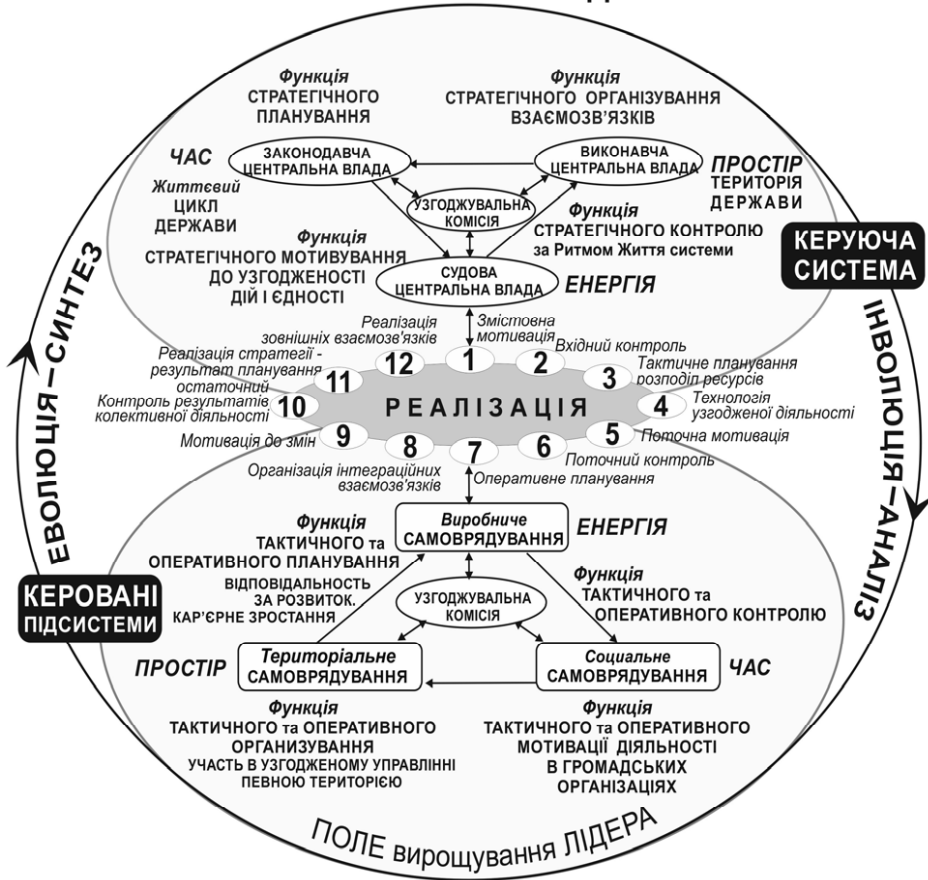 Функція
СТРАТЕГІЧНОГО
ПЛАНУВАННЯ
Функція
СТРАТЕГІЧНОГО ОРГАНІЗУВАННЯ
ВЗАЄМОЗВ'ЯЗКІВ
ЧАС
Життєвий
ЦИКЛ
ДЕРЖАВИ
ЗАКОНОДАВЧА
ЦЕНТРАЛЬНА ВЛАДА
ВИКОНАВЧА
ЦЕНТРАЛЬНА ВЛАДА
ПРОСТІР
ТЕРИТОРІЯ
ДЕРЖАВИ
УЗГОДЖУВАЛЬНА
КОМІСІЯ
Функція
СТРАТЕГІЧНОГО МОТИВУВАННЯ
ДО УЗГОДЖЕНОСТІ
ДІЙ І ЄДНОСТІ
Функція
СТРАТЕГІЧНОГО КОНТРОЛЮ
за Ритмом Життя системи
СУДОВА
ЦЕНТРАЛЬНА ВЛАДА
ЕНЕРГІЯ
КЕРУЮЧА
СИСТЕМА
ЕВОЛЮЦІЯ–СИНТЕЗ
ІНВОЛЮЦІЯ–АНАЛІЗ
1
Змістовна
мотивація
2
Вхідний контроль
3
Тактичне планування
розподіл ресурсів
4
Технологія
узгодженої діяльності
5
Поточна мотивація
6
Поточний контроль
7
Оперативне планування
8
Організація інтеграційних
взаємозв'язків
9
Мотивація до змін
10
остаточний
Контроль результатів
колективної діяльності
11
Реалізація стратегії -
результат планування
12
Реалізація
зовнішніх взаємозв'язків
РЕАЛІЗАЦІЯ
Виробниче
САМОВРЯДУВАННЯ
ЕНЕРГІЯ
Функція
ТАКТИЧНОГО та
ОПЕРАТИВНОГО ПЛАНУВАННЯ
ВІДПОВІДАЛЬНОСТЬ
ЗА РОЗВИТОК.
КАР'ЄРНЕ ЗРОСТАННЯ
УЗГОДЖУВАЛЬНА
КОМІСІЯ
Функція
ТАКТИЧНОГО та
ОПЕРАТИВНОГО КОНТРОЛЮ
КЕРОВАНІ
ПІДСИСТЕМИ
ПРОСТІР
Територіальне
САМОВРЯДУВАННЯ
Социальне
САМОВРЯДУВАННЯ
ЧАС
Функція
ТАКТИЧНОГО та ОПЕРАТИВНОГО
ОРГАНИЗУВАННЯ
УЧАСТЬ В УЗГОДЖЕНОМУ УПРАВЛІННІ
ПЕВНОЮ ТЕРИТОРІЄЮ
Функція
ТАКТИЧНОГО та ОПЕРАТИВНОГО
МОТИВАЦІЇ ДІЯЛЬНОСТІ
В ГРОМАДСЬКИХ
ОРГАНІЗАЦІЯХ
ПОЛЕ вирощування ЛІДЕРА